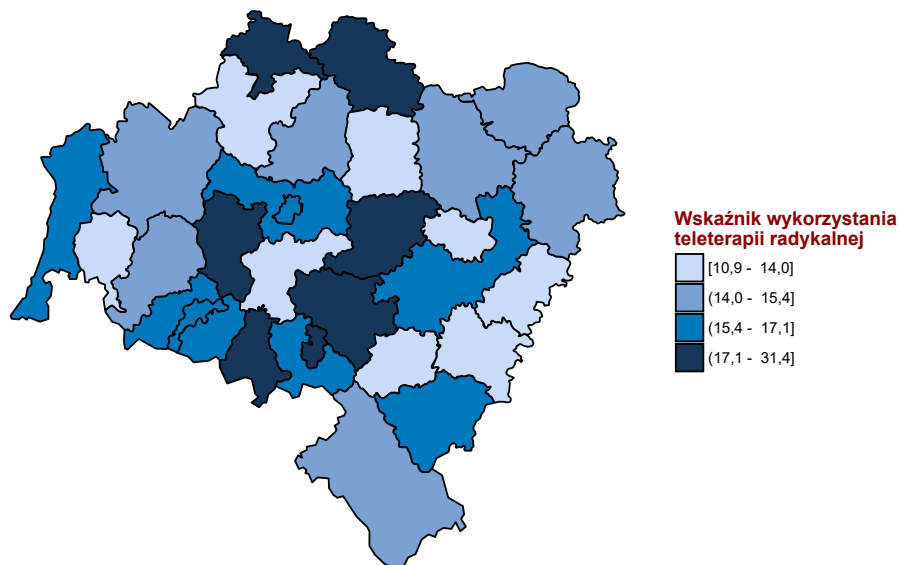 Wskaźnik wykorzystania
teleterapii radykalnej
[10,9 - 14,0]
(14,0 - 15,4]
(15,4 - 17,1]
(17,1 - 31,4]